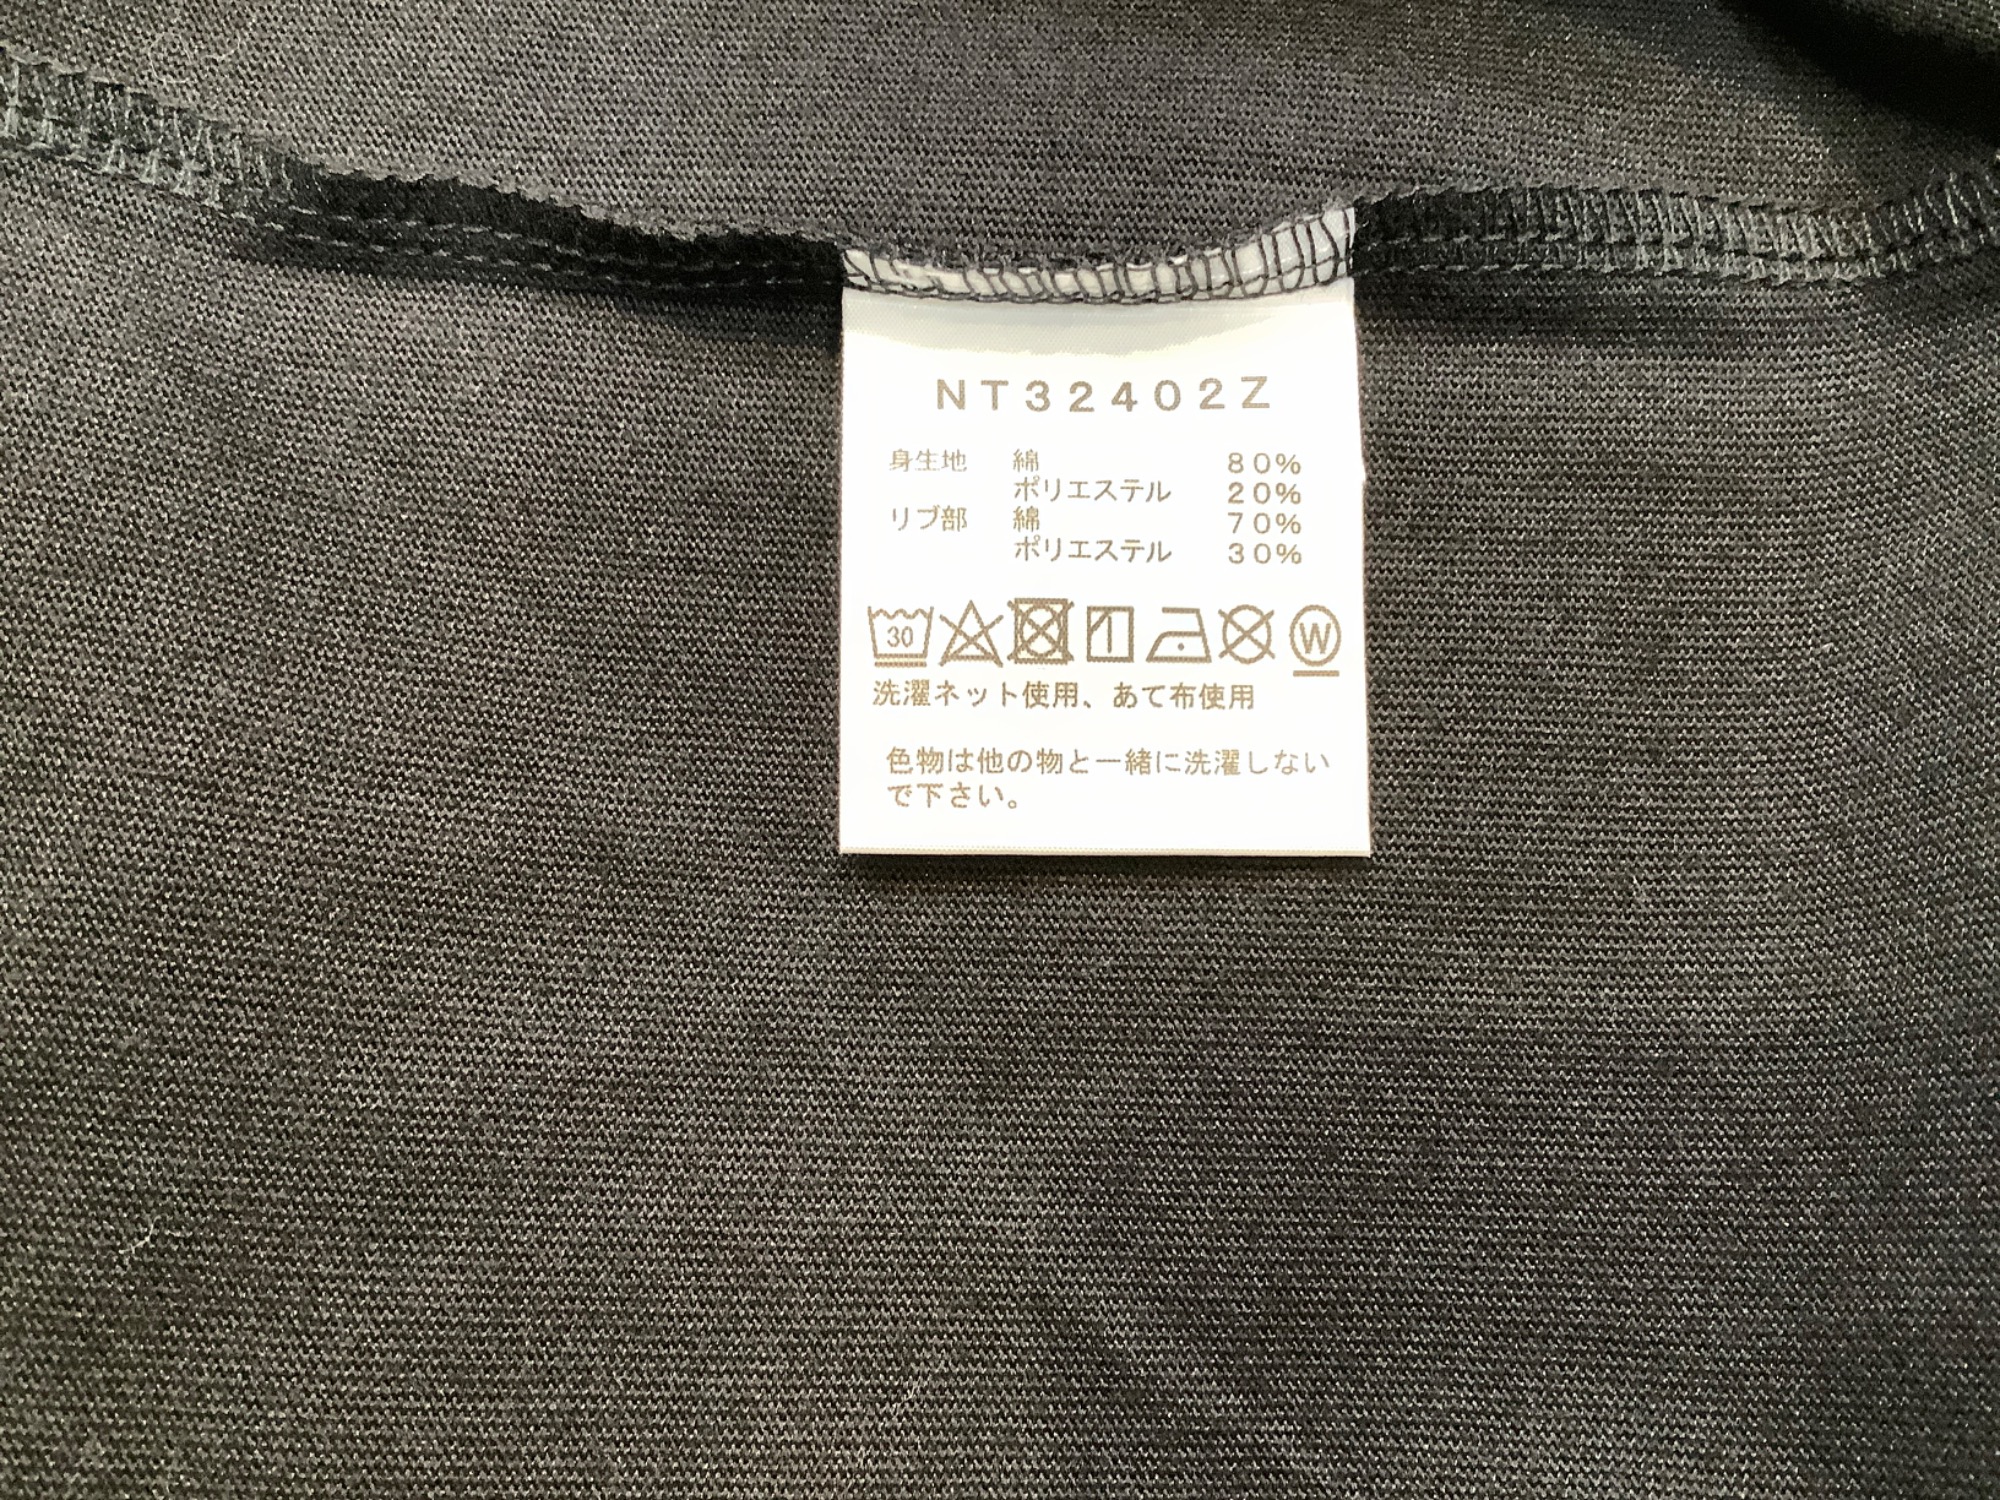 NT32402Z
身生地 綿 80%
ポリエステル 20%
リブ部 綿 70%
ポリエステル 30%
30 W
洗濯ネット使用、あて布使用
色物は他の物と一緒に洗濯しない
で下さい。